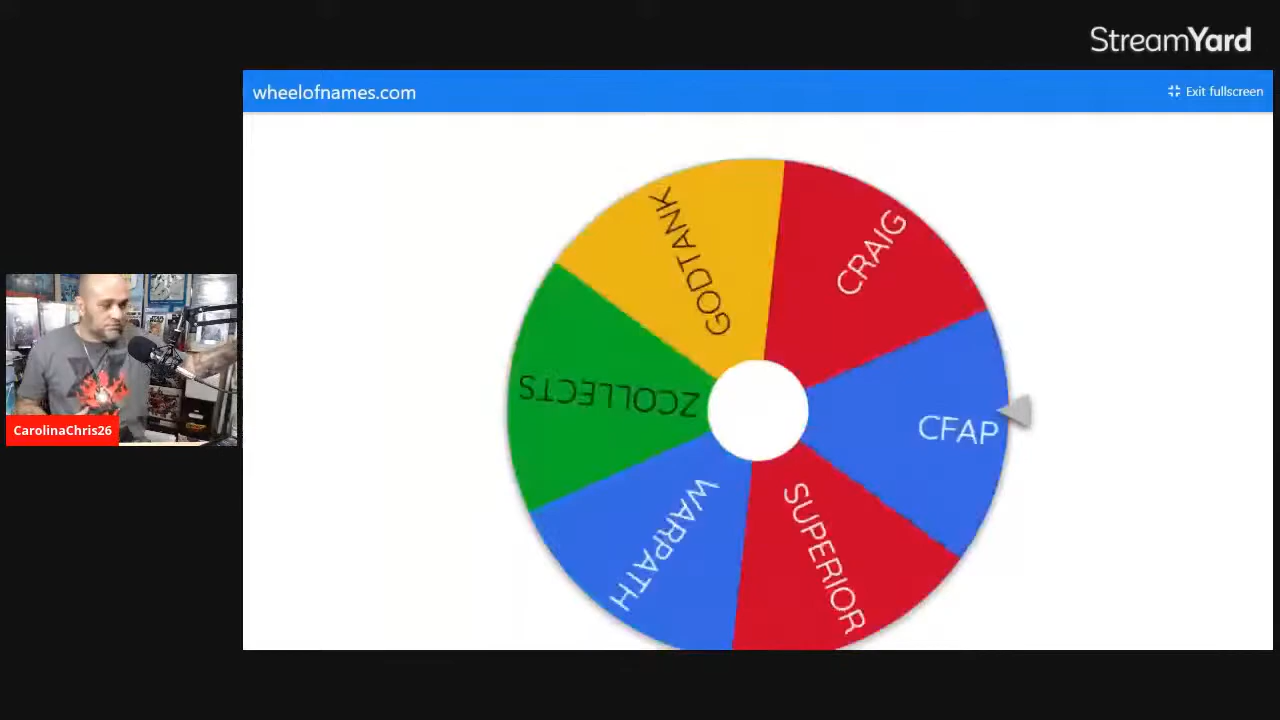 StreamYard
wheelofnames.com
Exit fullscreen
GODTANK
CRAIG
ZCOLLECTS
CFAP
WARPATH
SUPERIOR
CarolinaChris26